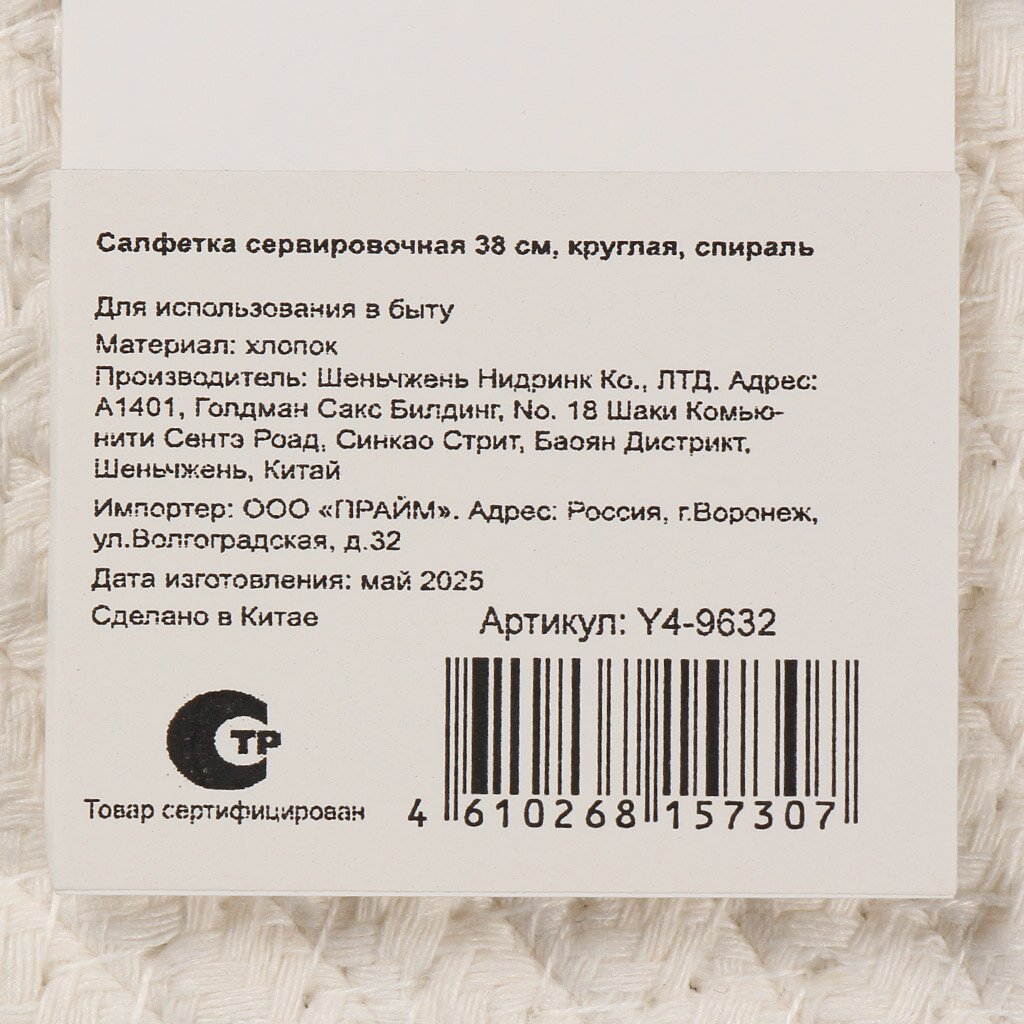 Салфетка сервировочная 38 см, круглая, спираль
Для использования в быту
Материал: хлопок
Производитель: Шеньчжень Нидринк Ко., ЛТД. Адрес:
А1401, Голдман Сакс Билдинг, No. 18 Шаки Комью-
нити Сентэ Роад, Синкао Стрит, Баоян Дистрикт,
Шеньчжень, Китай
Импортер: ООО «ПРАЙМ». Адрес: Россия, г.Воронеж,
ул.Волгоградская, д.32
Дата изготовления: май 2025
Сделано в Китае
Артикул: Y4-9632
СТР
Товар сертифицирован
4 610268 157307